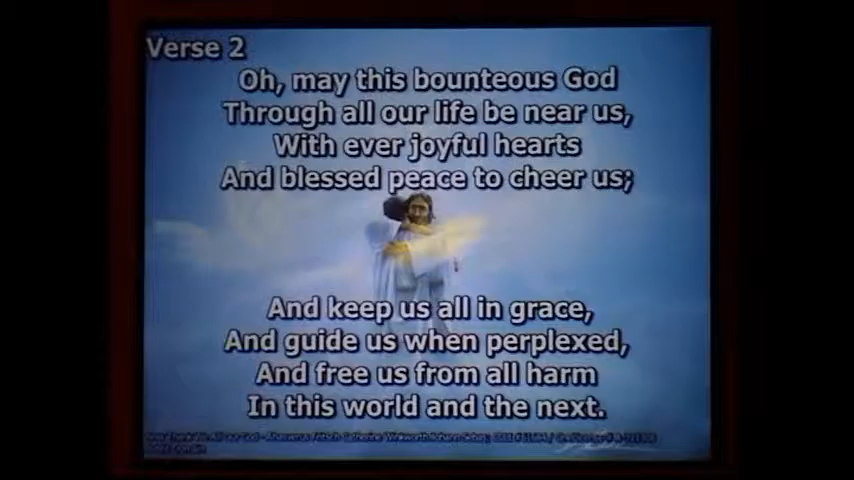 Verse 2
Oh, may this bounteous God
Through all our life be near us,
With ever joyful hearts
And blessed peace to cheer us;
And keep us all in grace,
And guide us when perplexed,
And free us from all harm
In this world and the next.